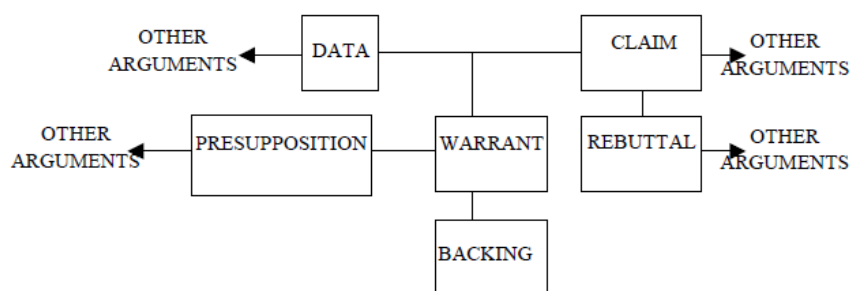 OTHER
ARGUMENTS
DATA
CLAIM
OTHER
ARGUMENTS
OTHER
ARGUMENTS
PRESUPPOSITION
WARRANT
REBUTTAL
OTHER
ARGUMENTS
BACKING